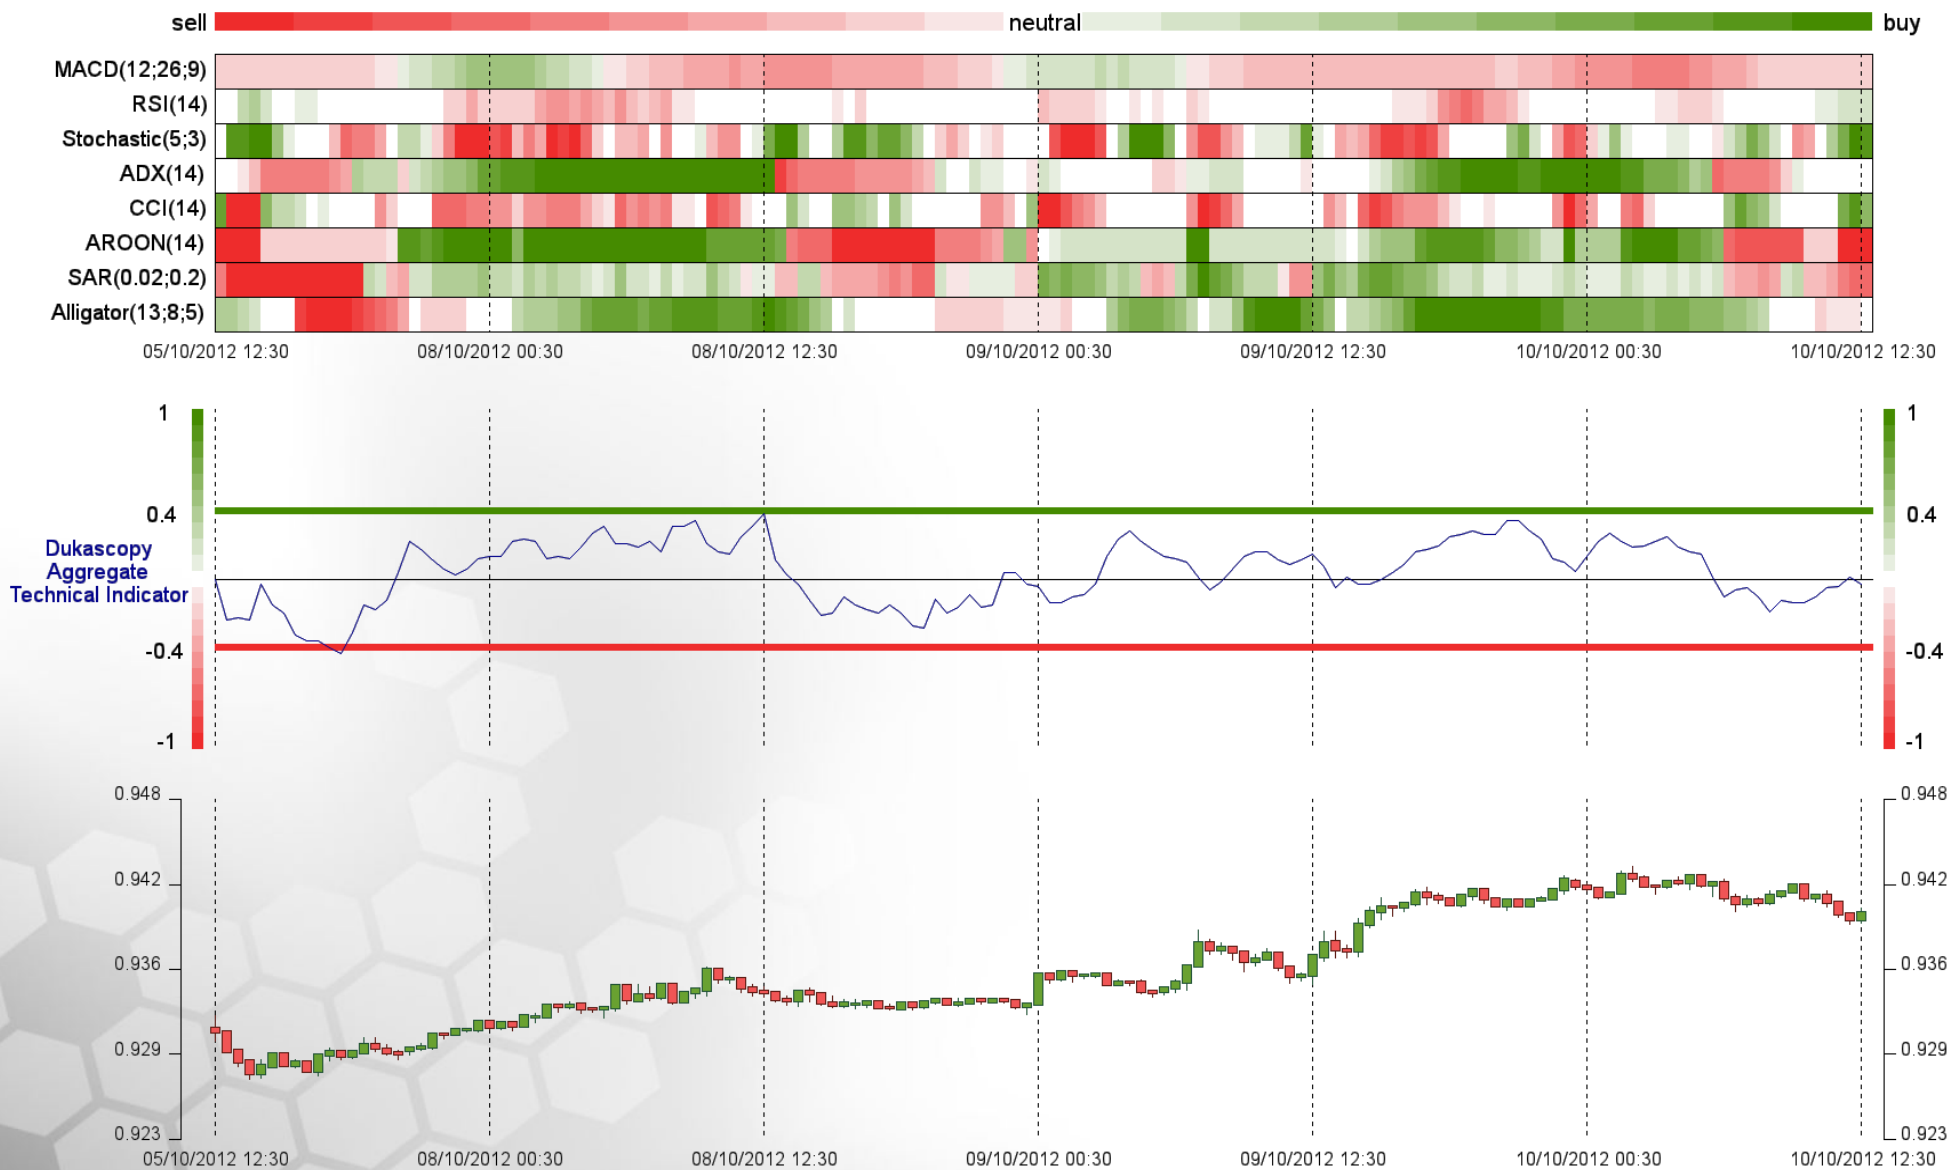 sell neutral buy
MACD(12;26;9)
RSI(14)
Stochastic(5;3)
ADX(14)
CCI(14)
AROON(14)
SAR(0.02;0.2)
Alligator(13;8;5)
05/10/2012 12:30 08/10/2012 00:30 08/10/2012 12:30 09/10/2012 00:30 09/10/2012 12:30 10/10/2012 00:30 10/10/2012 12:30
1 1
0.4 0.4
Dukascopy
Aggregate
Technical Indicator
-0.4 -0.4
-1 -1
0.948 0.948
0.942 0.942
0.936 0.936
0.929 0.929
0.923 0.923
05/10/2012 12:30 08/10/2012 00:30 08/10/2012 12:30 09/10/2012 00:30 09/10/2012 12:30 10/10/2012 00:30 10/10/2012 12:30